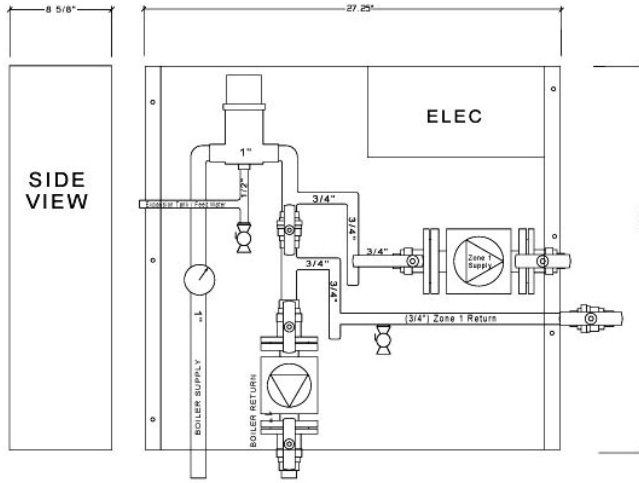 8 5/8"
27.25"
ELEC
SIDE
VIEW
1"
1/2"
Expansion Tank / Feed Water
3/4"
3/4"
3/4"
Zone 1
Supply
3/4"
3/4"
(3/4") Zone 1 Return
1"
BOILER SUPPLY
BOILER RETURN
1"